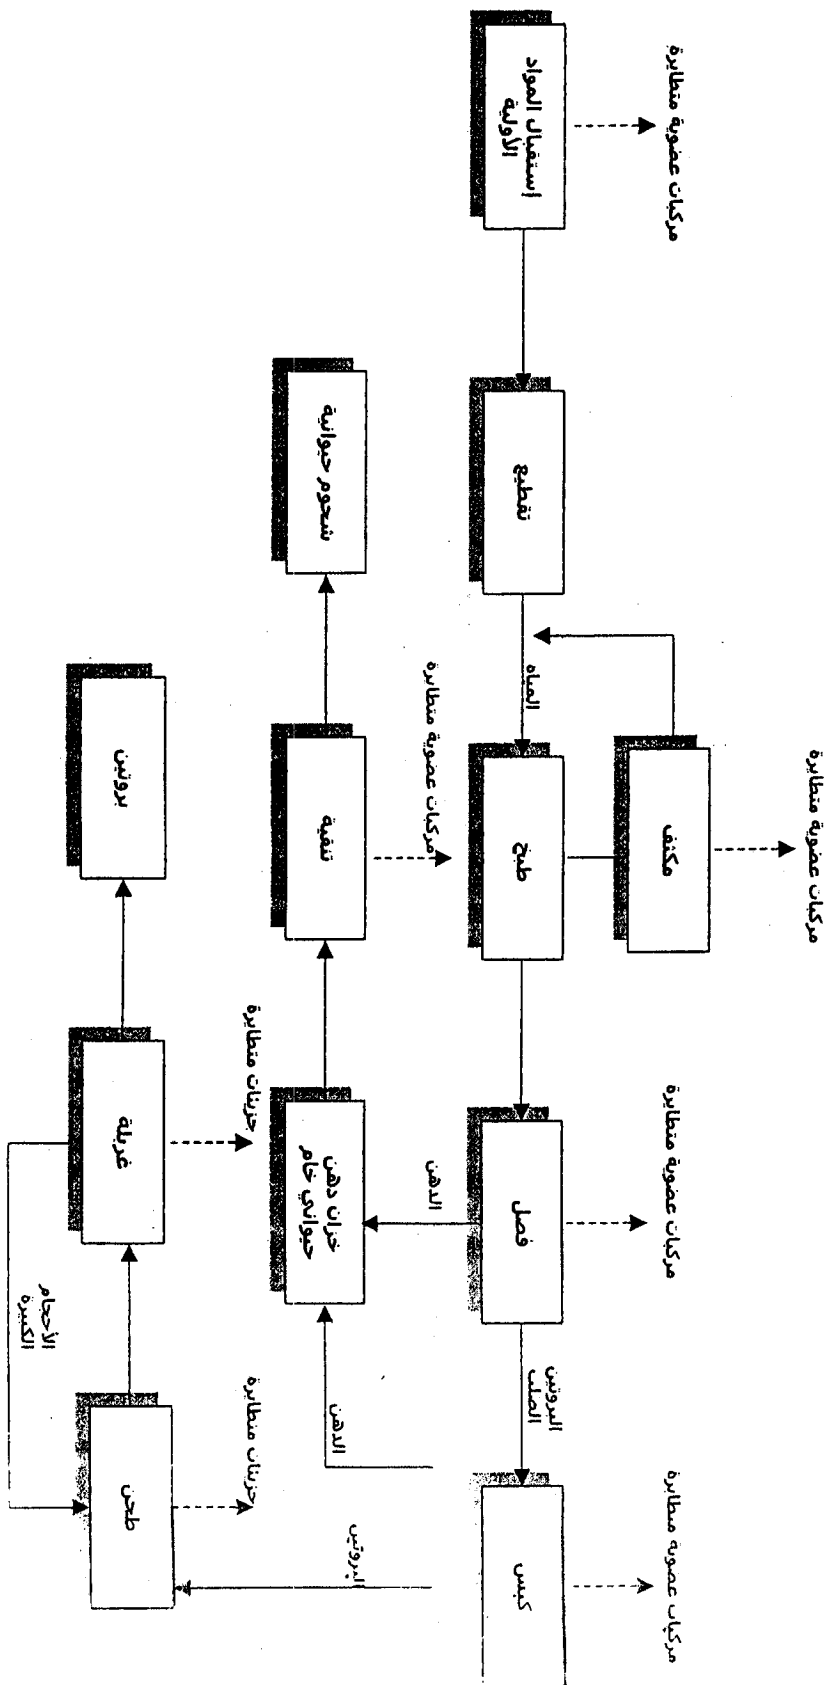 مركبات عضوية متطايرة
إستقبال المواد
الأولية
تقطيع
المياه
مركبات عضوية متطايرة
مكثف
طبخ
مركبات عضوية متطايرة
فصل
البروتين
الصلب
مركبات عضوية متطايرة
كبس
شحوم حيوانية
مركبات عضوية متطايرة
تنقية
خزان دهن
حيواني خام
الدهن
الدهن
البروتين
بروتين
جزيئات متطايرة
غربلة
الأحجام
الكبيرة
جزيئات متطايرة
طحن